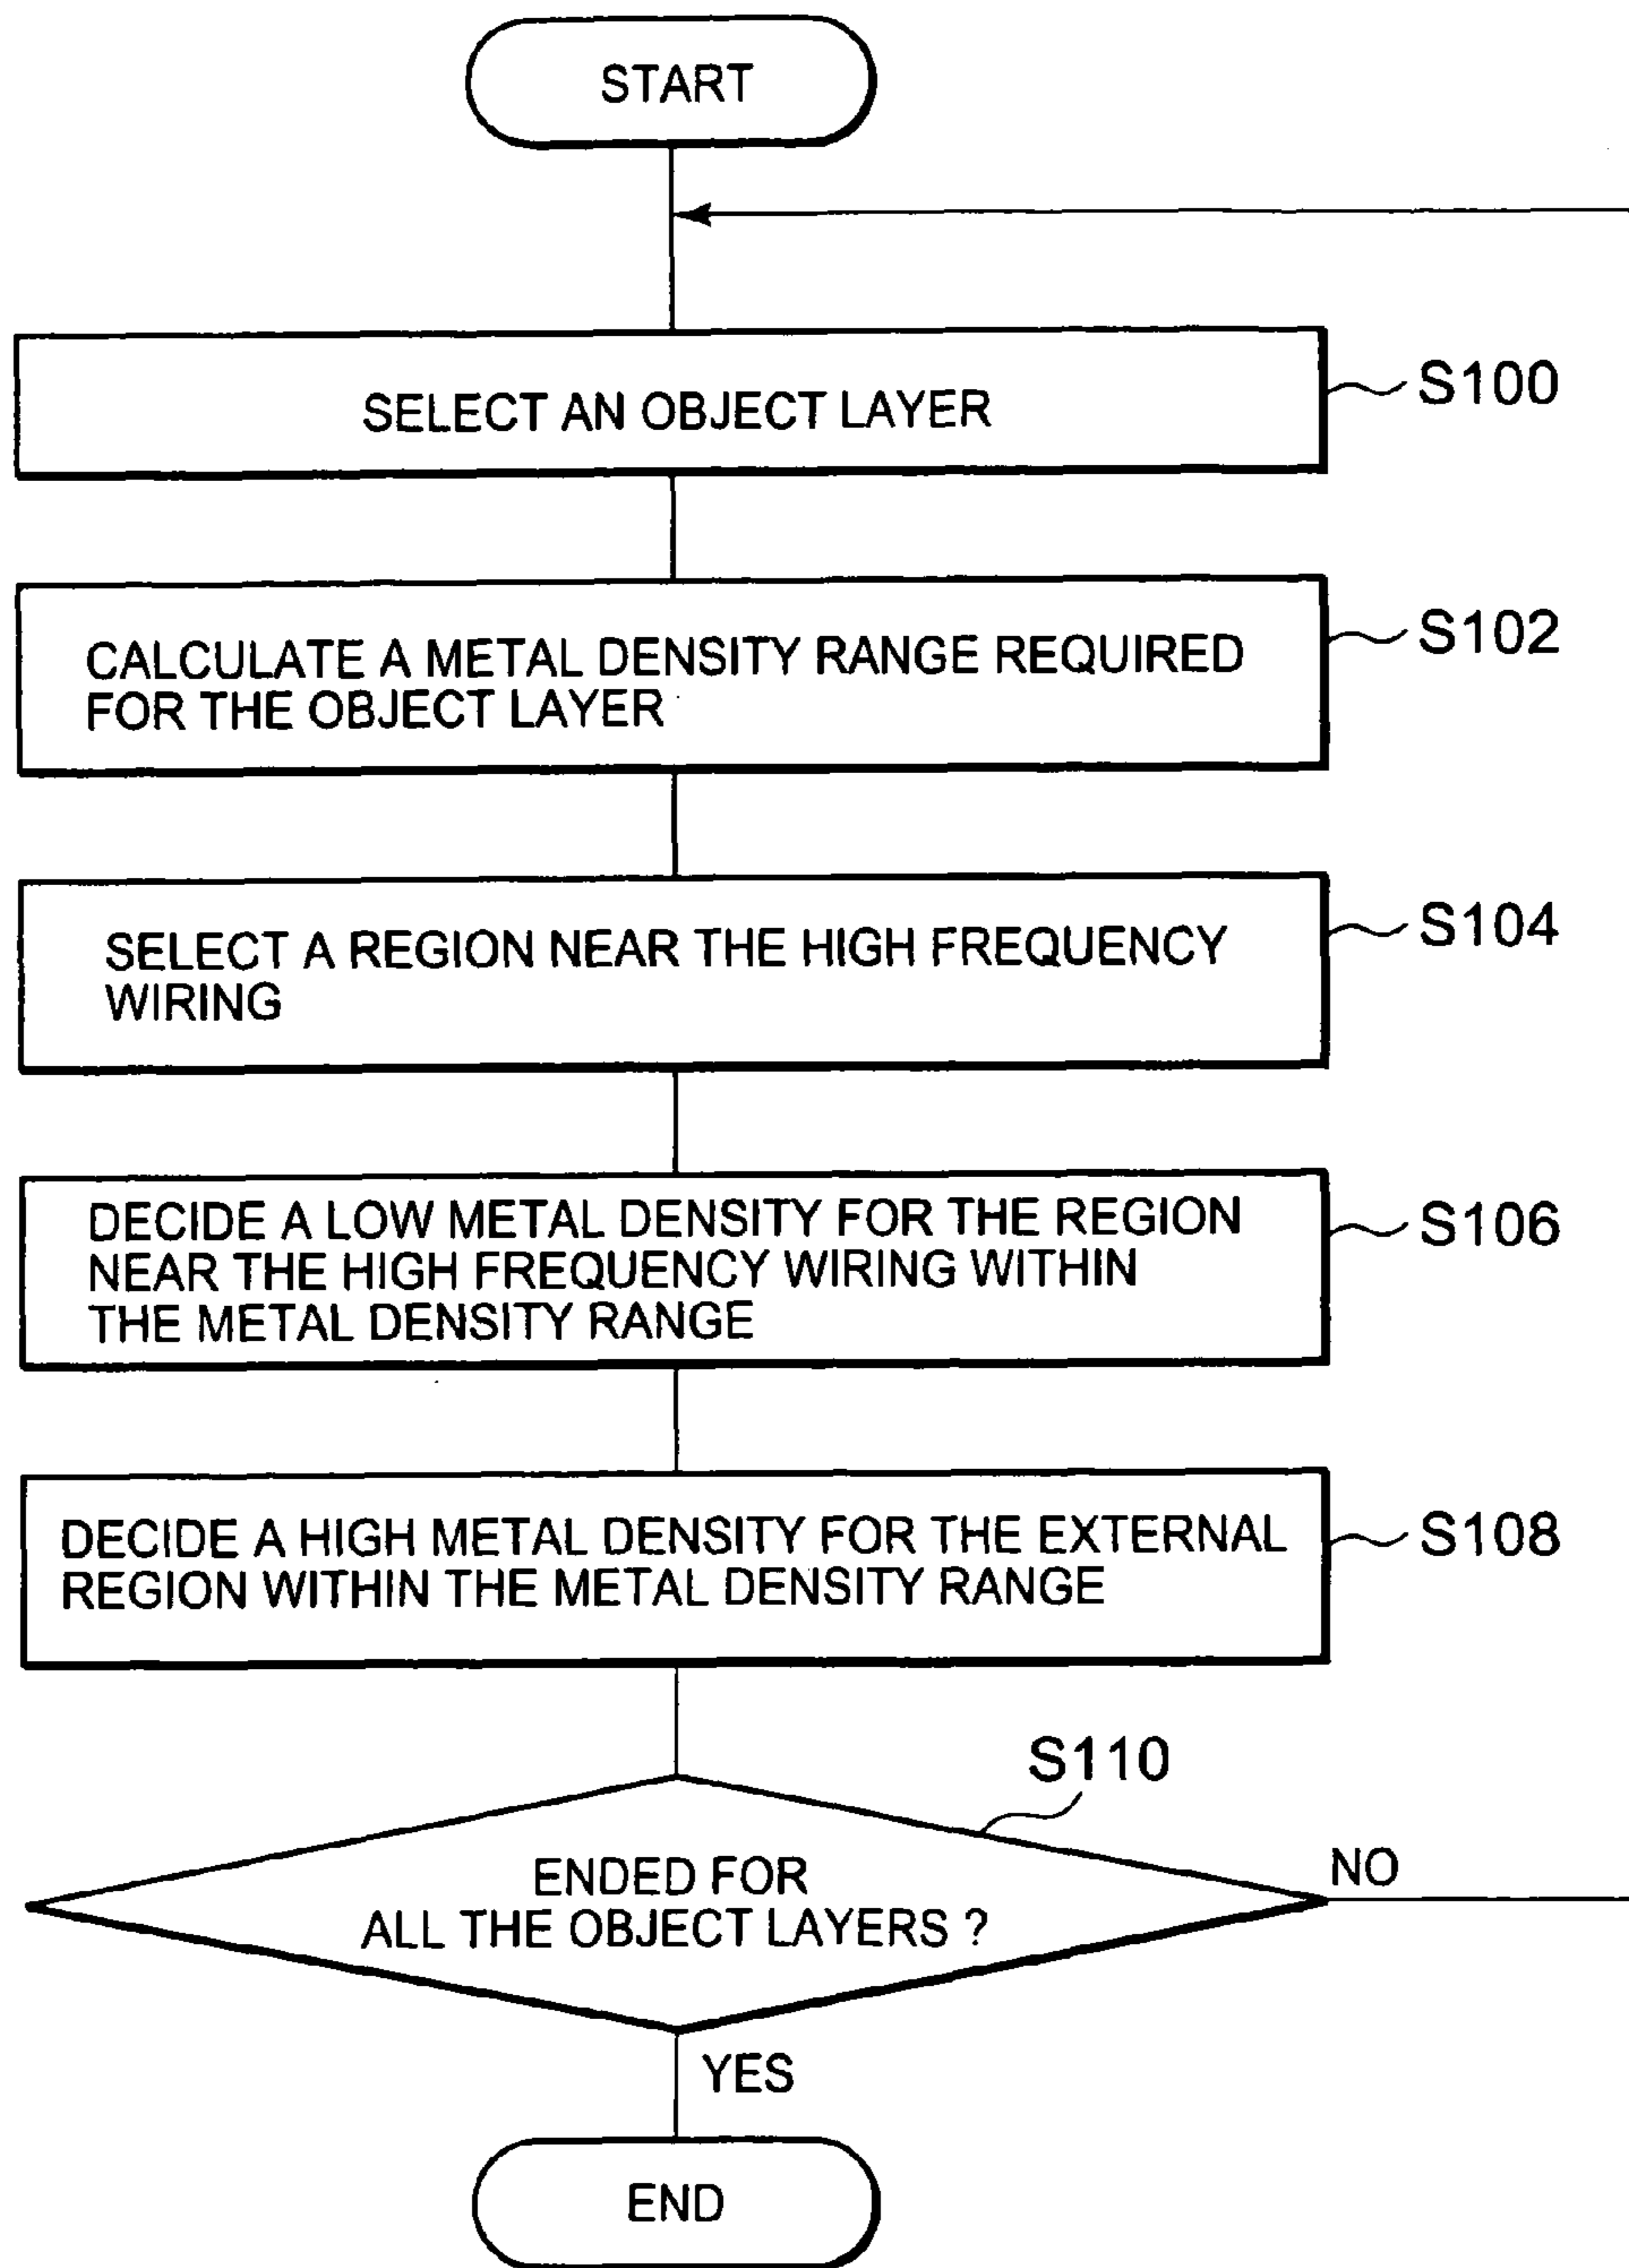 START
SELECT AN OBJECT LAYER
S100
CALCULATE A METAL DENSITY RANGE REQUIRED
FOR THE OBJECT LAYER
S102
SELECT A REGION NEAR THE HIGH FREQUENCY
WIRING
S104
DECIDE A LOW METAL DENSITY FOR THE REGION
NEAR THE HIGH FREQUENCY WIRING WITHIN
THE METAL DENSITY RANGE
S106
DECIDE A HIGH METAL DENSITY FOR THE EXTERNAL
REGION WITHIN THE METAL DENSITY RANGE
S108
S110
ENDED FOR
ALL THE OBJECT LAYERS ?
NO
YES
END